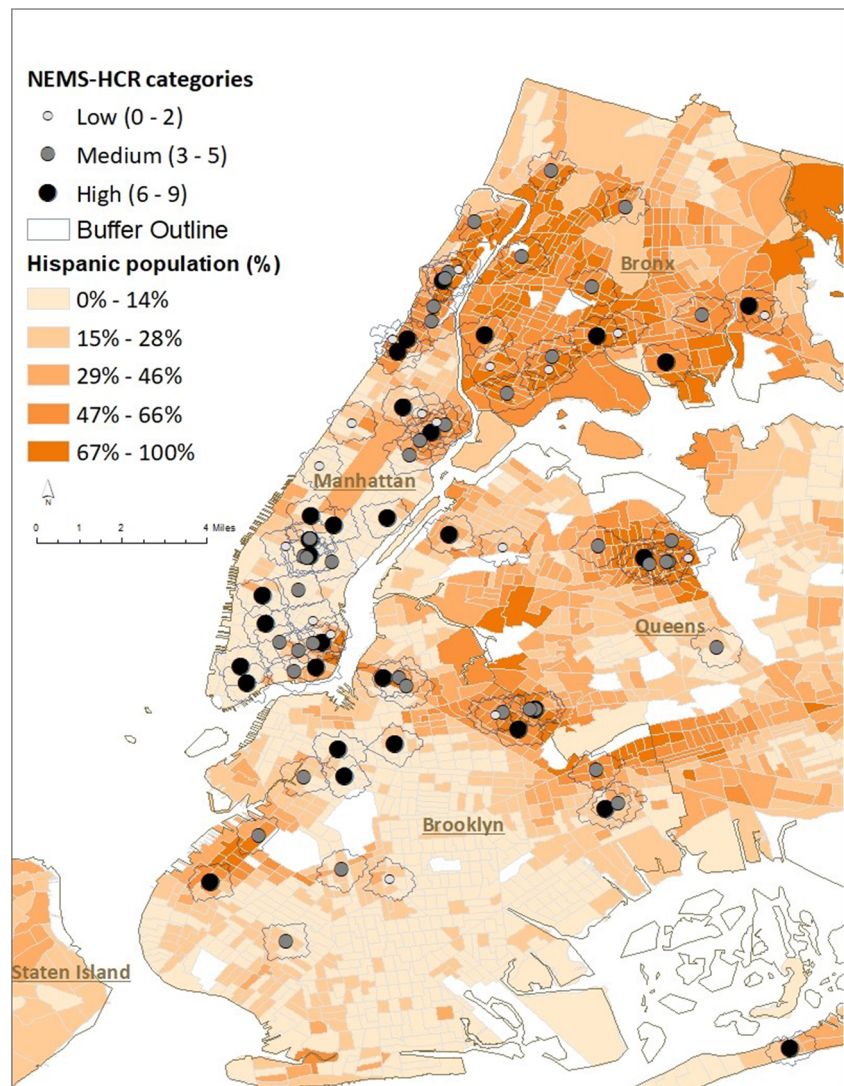 NEMS-HCR categories
Low (0 - 2)
Medium (3 - 5)
High (6 - 9)
Buffer Outline
Hispanic population (%)
0% - 14%
15% - 28%
29% - 46%
47% - 66%
67% - 100%
N
0 1 2 4 Miles
Bronx
Manhattan
Queens
Brooklyn
Staten Island